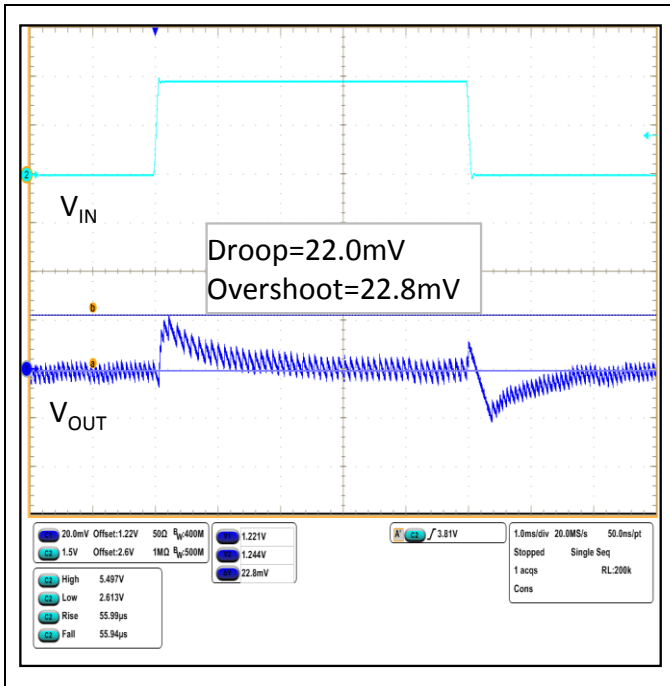 2
V_IN
Droop=22.0mV
Overshoot=22.8mV
b
a
V_OUT
C1 20.0mV Offset:1.22V 50Ω B_W:400M
C2 1.5V Offset:2.6V 1MΩ B_W:500M
1.221V
1.244V
22.8mV
A' C2 3.81V
1.0ms/div 20.0MS/s 50.0ns/pt
Stopped Single Seq
1 acqs RL:200k
Cons
C2 High 5.497V
C2 Low 2.613V
C2 Rise 55.99µs
C2 Fall 55.94µs